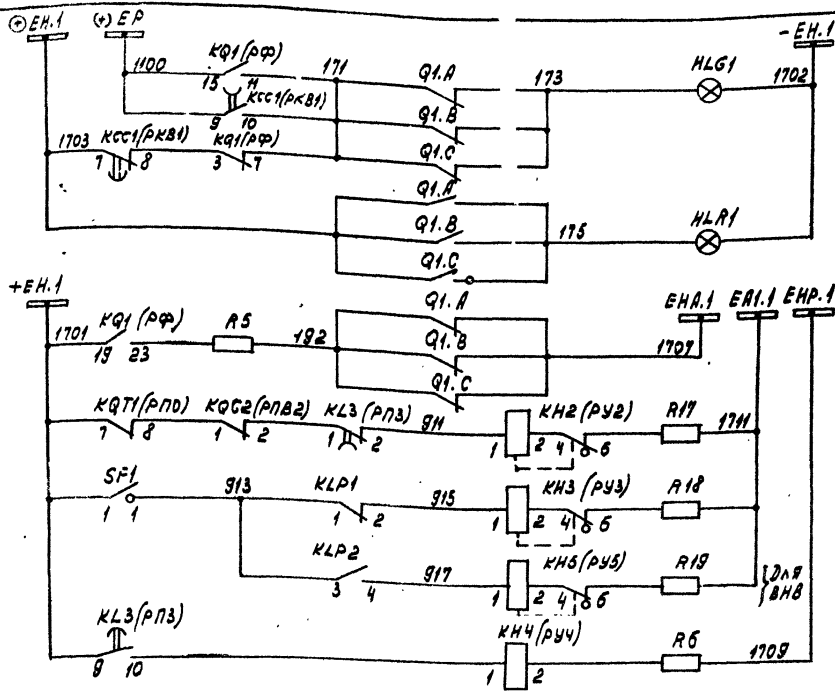 ⊕ EH.1 (+) EP - EH.1
KQ1(РФ)
1100 15 11 171 Q1.A 173 HLG1 1702
KCC1(РКВ1)
9 10 Q1.B
1703 KCC1(РКВ1) KQ1(РФ)
7 8 3 7 Q1.C
Q1.A
Q1.B 175 HLR1
Q1.C
+EH.1
Q1.A EHA.1 EA1.1 EHP.1
1701 KQ1(РФ) R5 192
19 23 Q1.B 1707
Q1.C
KQT1(РПО) KQC2(РПВ2) KL3(РПЗ) 911 KH2(РУ2) R17 1711
7 8 1 2 1 2 1 2 4 6
SF1 913 KLP1 915 KH3(РУ3) R18
1 1 1 2 1 2 4 6
KLP2 917 KH5(РУ5) R19 Для
3 4 1 2 4 6 ВНВ
KL3(РПЗ) KH4(РУ4) R6 1709
9 10 1 2